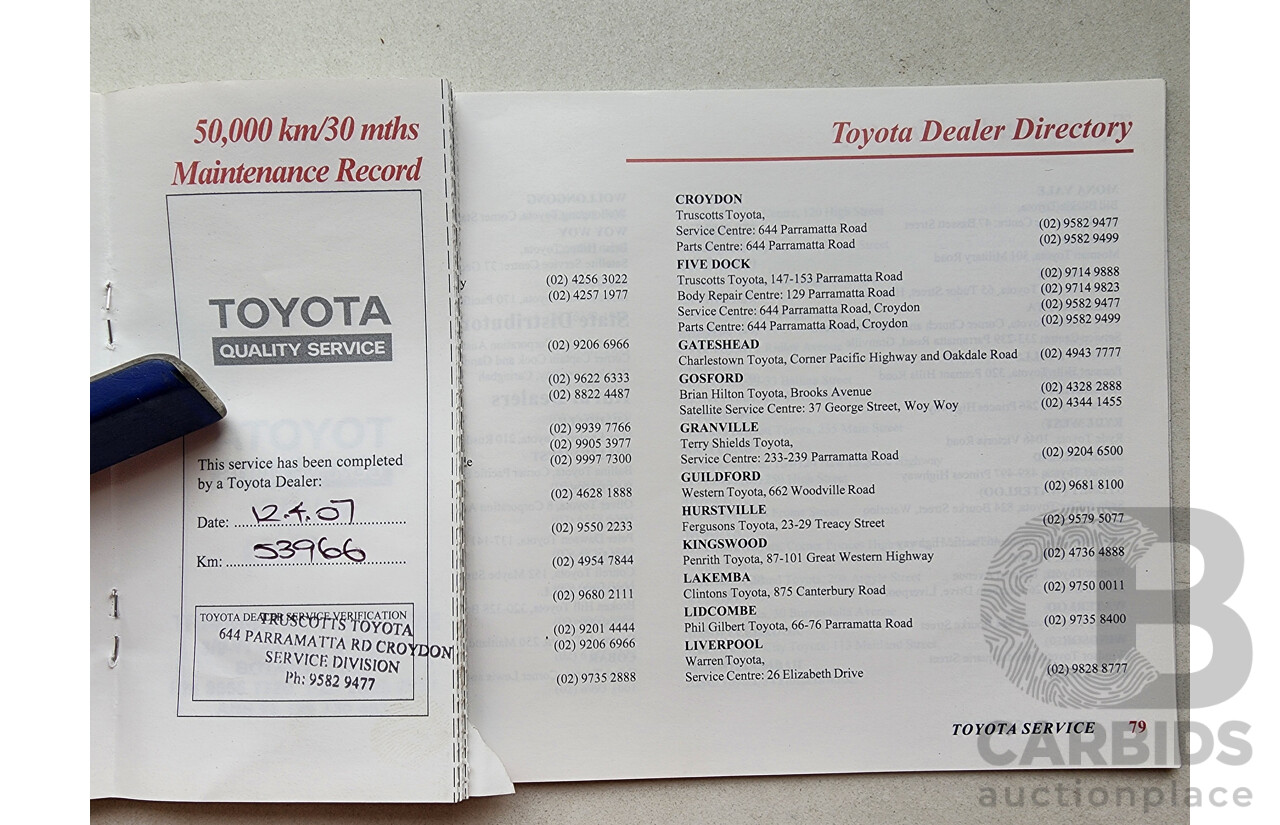 50,000 km/30 mths
Maintenance Record
TOYOTA
QUALITY SERVICE
This service has been completed
by a Toyota Dealer:
Date: 12.4.07
Km: 53966
TOYOTA DEALER SERVICE VERIFICATION
TRUSCOTTS TOYOTA
644 PARRAMATTA RD CROYDON
SERVICE DIVISION
Ph: 9582 9477
(02) 4256 3022
(02) 4257 1977
(02) 9206 6966
(02) 9622 6333
(02) 8822 4487
(02) 9939 7766
(02) 9905 3977
(02) 9997 7300
(02) 4628 1888
(02) 9550 2233
(02) 4954 7844
(02) 9680 2111
(02) 9201 4444
(02) 9206 6966
(02) 9735 2888
Toyota Dealer Directory
CROYDON
Truscotts Toyota,
Service Centre: 644 Parramatta Road (02) 9582 9477
Parts Centre: 644 Parramatta Road (02) 9582 9499
FIVE DOCK
Truscotts Toyota, 147-153 Parramatta Road (02) 9714 9888
Body Repair Centre: 129 Parramatta Road (02) 9714 9823
Service Centre: 644 Parramatta Road, Croydon (02) 9582 9477
Parts Centre: 644 Parramatta Road, Croydon (02) 9582 9499
GATESHEAD
Charlestown Toyota, Corner Pacific Highway and Oakdale Road (02) 4943 7777
GOSFORD
Brian Hilton Toyota, Brooks Avenue (02) 4328 2888
Satellite Service Centre: 37 George Street, Woy Woy (02) 4344 1455
GRANVILLE
Terry Shields Toyota,
Service Centre: 233-239 Parramatta Road (02) 9204 6500
GUILDFORD
Western Toyota, 662 Woodville Road (02) 9681 8100
HURSTVILLE
Fergusons Toyota, 23-29 Treacy Street (02) 9579 5077
KINGSWOOD
Penrith Toyota, 87-101 Great Western Highway (02) 4736 4888
LAKEMBA
Clintons Toyota, 875 Canterbury Road (02) 9750 0011
LIDCOMBE
Phil Gilbert Toyota, 66-76 Parramatta Road (02) 9735 8400
LIVERPOOL
Warren Toyota,
Service Centre: 26 Elizabeth Drive (02) 9828 8777
TOYOTA SERVICE 79
CB
CARBIDS
auctionplace